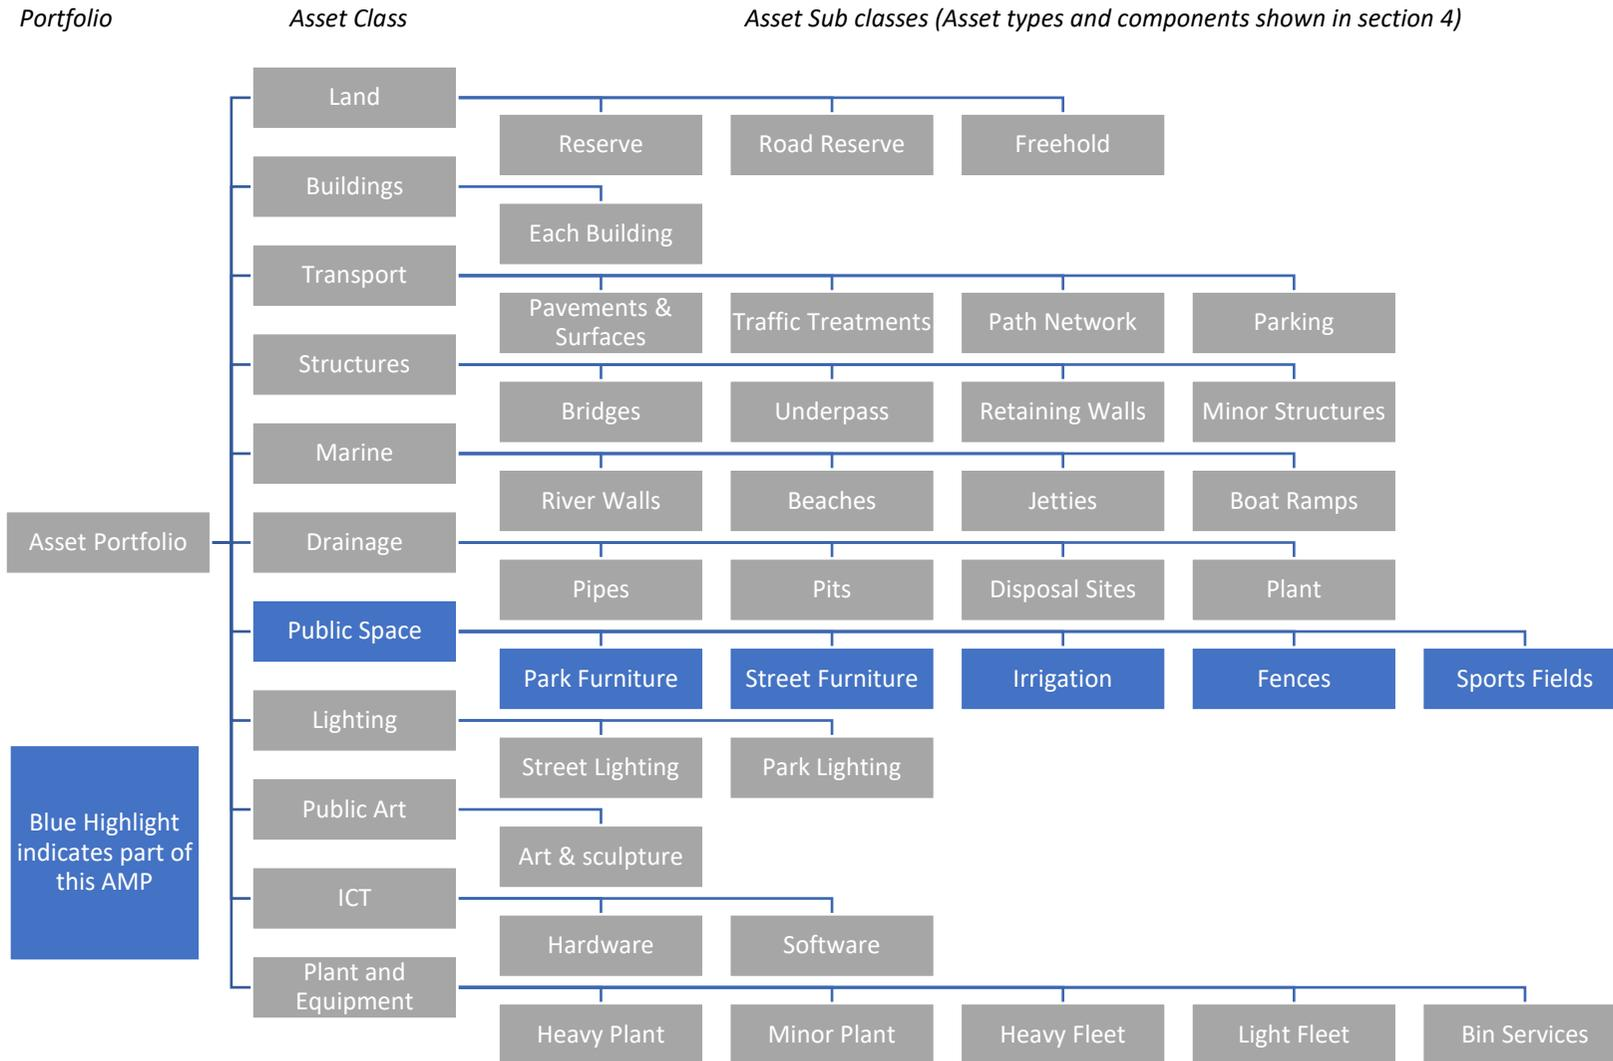 Portfolio
Asset Class
Asset Sub classes (Asset types and components shown in section 4)
Land
Reserve
Road Reserve
Freehold
Buildings
Each Building
Transport
Pavements &
Surfaces
Traffic Treatments
Path Network
Parking
Structures
Bridges
Underpass
Retaining Walls
Minor Structures
Marine
River Walls
Beaches
Jetties
Boat Ramps
Asset Portfolio
Drainage
Pipes
Pits
Disposal Sites
Plant
Public Space
Park Furniture
Street Furniture
Irrigation
Fences
Sports Fields
Lighting
Street Lighting
Park Lighting
Blue Highlight
indicates part of
this AMP
Public Art
Art & sculpture
ICT
Hardware
Software
Plant and
Equipment
Heavy Plant
Minor Plant
Heavy Fleet
Light Fleet
Bin Services